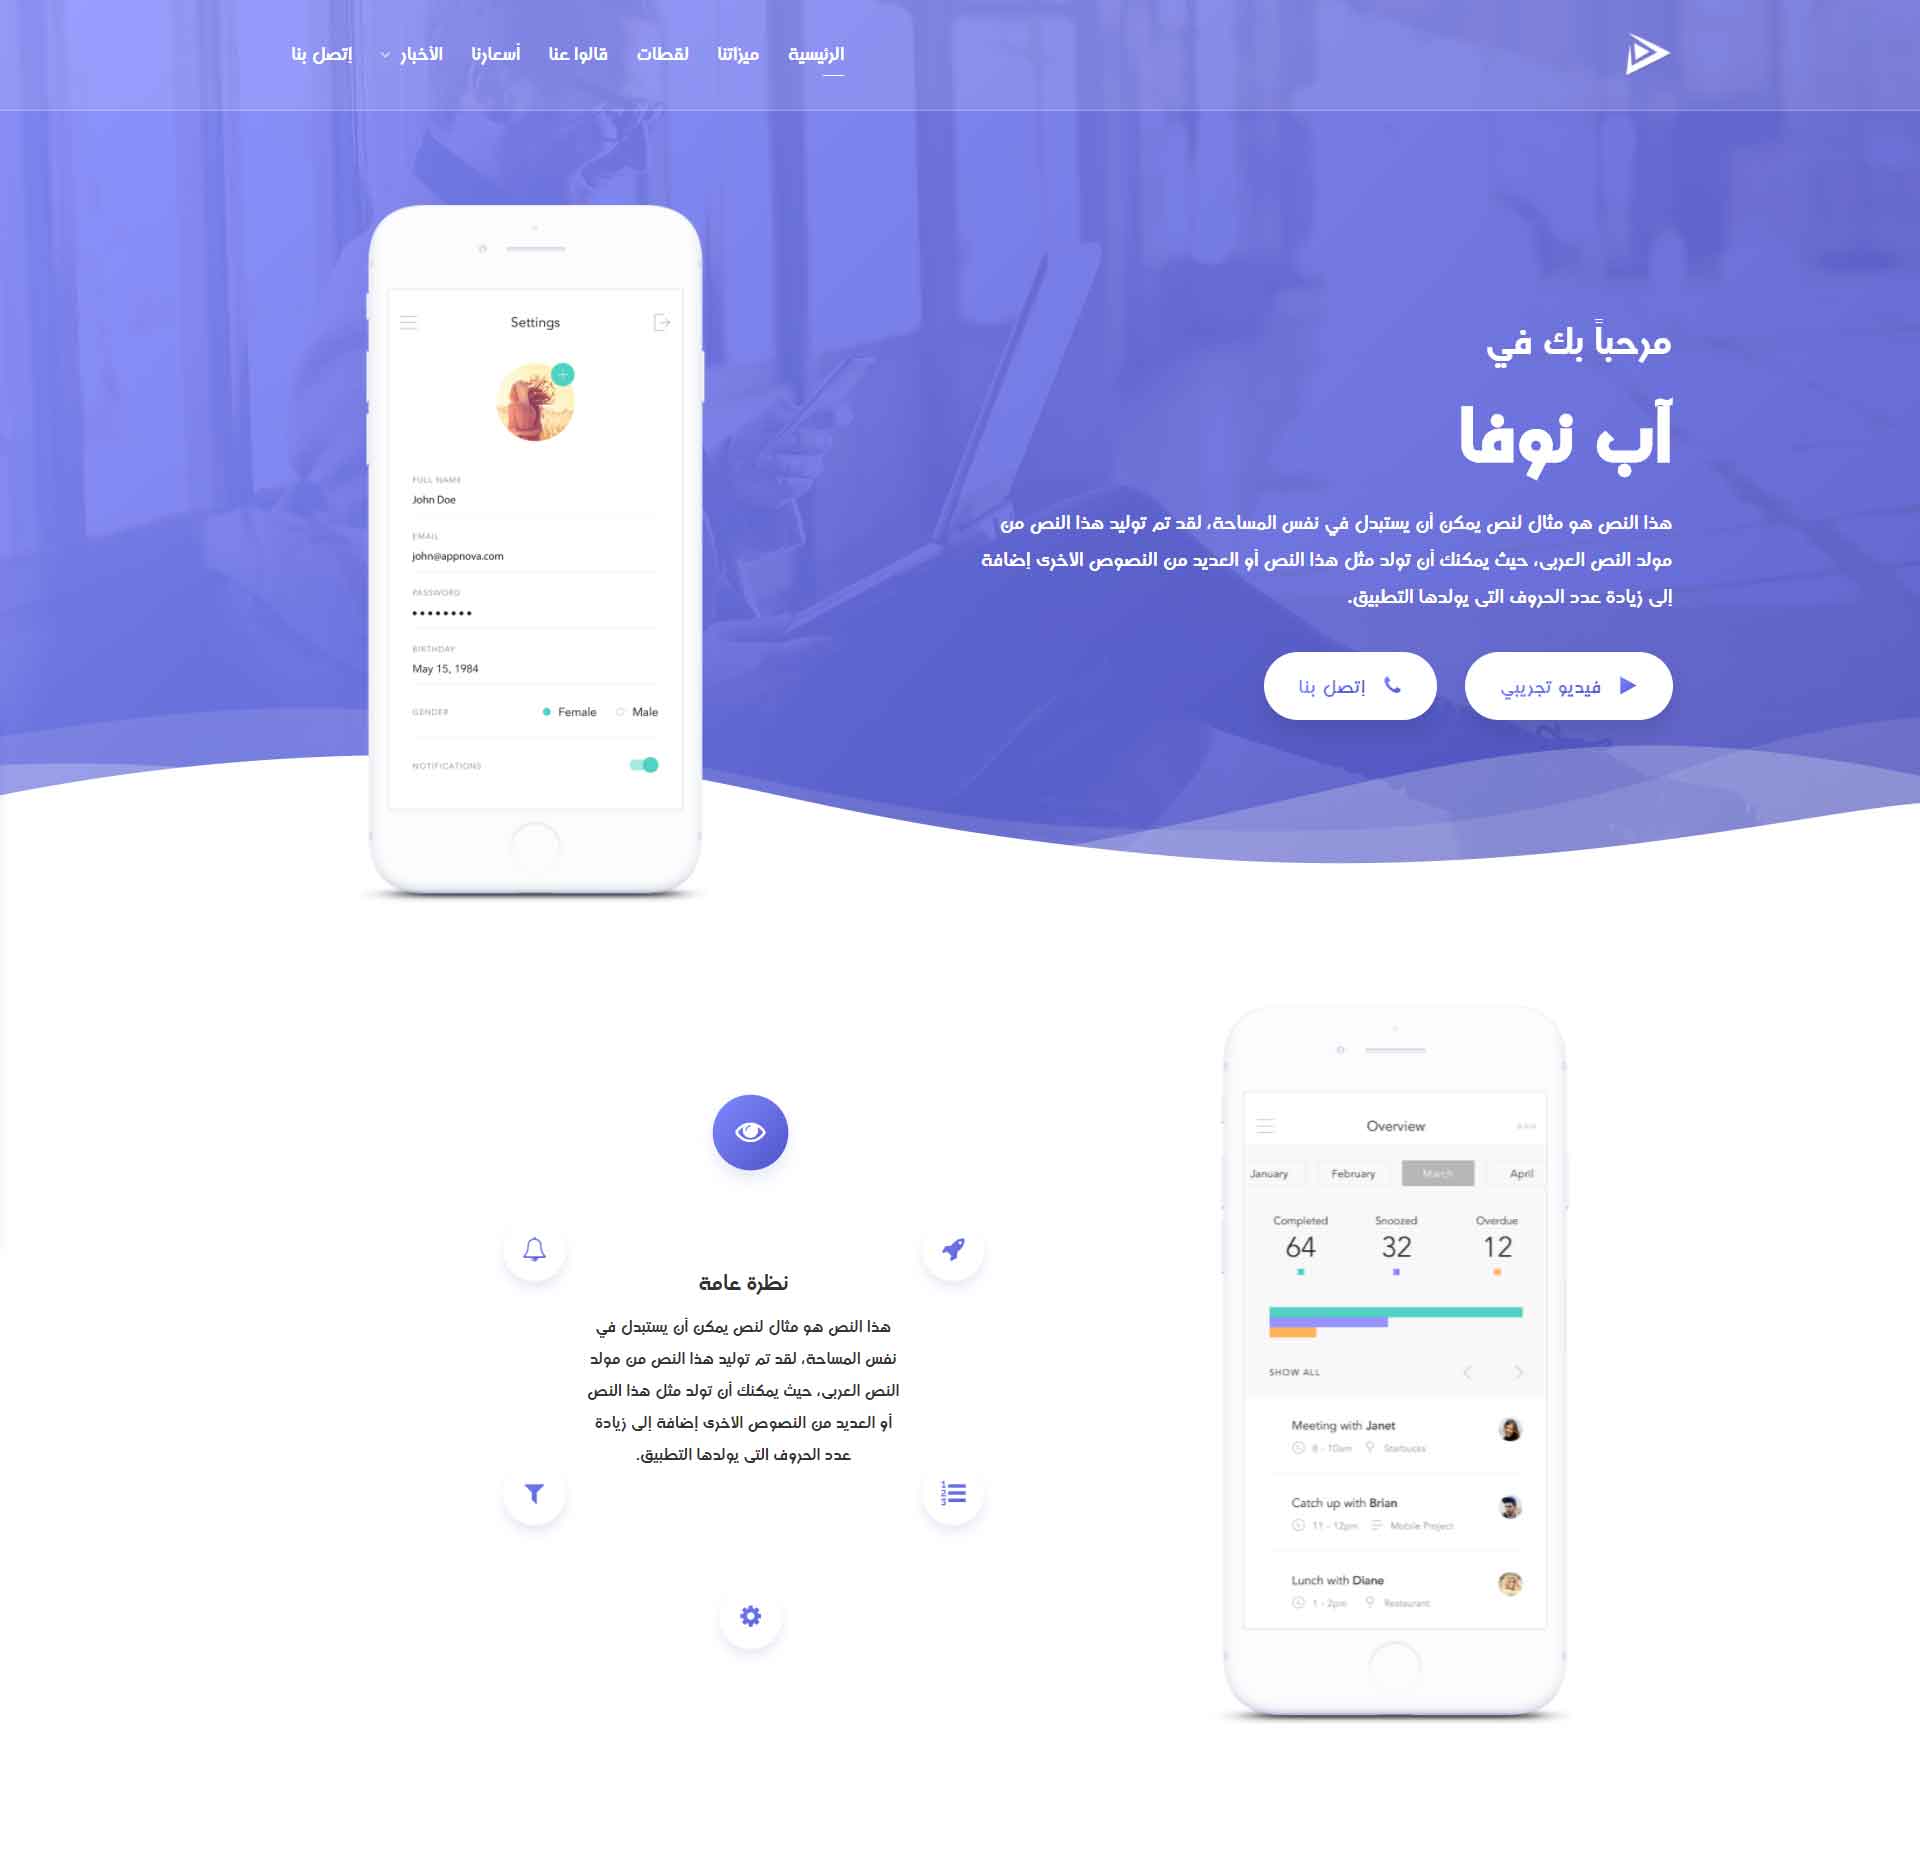 الرئيسية
ميزاتنا
لقطات
قالوا عنا
أسعارنا
الأخبار
إتصل بنا
مرحباً بك في
آب نوفا
هذا النص هو مثال لنص يمكن أن يستبدل في نفس المساحة، لقد تم توليد هذا النص من
مولد النص العربى، حيث يمكنك أن تولد مثل هذا النص أو العديد من النصوص الاخرى إضافة
إلى زيادة عدد الحروف التى يولدها التطبيق.
فيديو تجريبي
إتصل بنا
Settings
FULL NAME
John Doe
EMAIL
john@appnova.com
PASSWORD
BIRTHDAY
May 15, 1984
GENDER
Female
Male
NOTIFICATIONS
Overview
January
February
March
April
Completed
Snoozed
Overdue
64
32
12
SHOW ALL
Meeting with Janet
8 - 10am
Starbucks
Catch up with Brian
11 - 12pm
Mobile Project
Lunch with Diane
1 - 2pm
Restaurant
نظرة عامة
هذا النص هو مثال لنص يمكن أن يستبدل في
نفس المساحة، لقد تم توليد هذا النص من مولد
النص العربى، حيث يمكنك أن تولد مثل هذا النص
أو العديد من النصوص الاخرى إضافة إلى زيادة
عدد الحروف التى يولدها التطبيق.